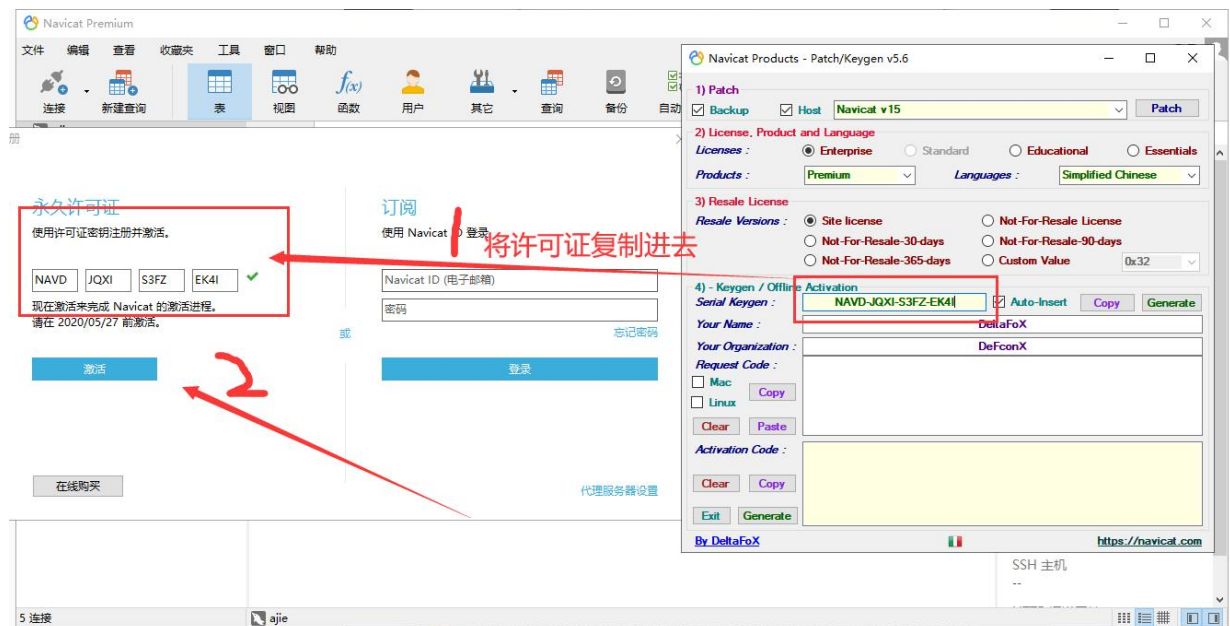 Navicat Premium
文件 编辑 查看 收藏夹 工具 窗口 帮助
连接 新建查询 表 视图 函数 用户 其它 查询 备份 自动
f(x)
册
永久许可证
使用许可证密钥注册并激活。
NAVD JQXI S3FZ EK4I
现在激活来完成 Navicat 的激活进程。
请在 2020/05/27 前激活。
激活
在线购买
或
订阅
使用 Navicat ID 登录
Navicat ID (电子邮箱)
密码
忘记密码
登录
代理服务器设置
1
将许可证复制进去
2
Navicat Products - Patch/Keygen v5.6
1) Patch
Backup Host Navicat v15 Patch
2) License, Product and Language
Licenses : Enterprise Standard Educational Essentials
Products : Premium Languages : Simplified Chinese
3) Resale License
Resale Versions : Site license Not-For-Resale License
Not-For-Resale-30-days Not-For-Resale-90-days
Not-For-Resale-365-days Custom Value 0x32
4) - Keygen / Offline Activation
Serial Keygen : NAVD-JQXI-S3FZ-EK4I Auto-Insert Copy Generate
Your Name : DeltaFoX
Your Organization : DeFconX
Request Code :
Mac
Linux
Copy
Clear Paste
Activation Code :
Clear Copy
Exit Generate
By DeltaFoX https://navicat.com
SSH 主机
--
5 连接 ajie